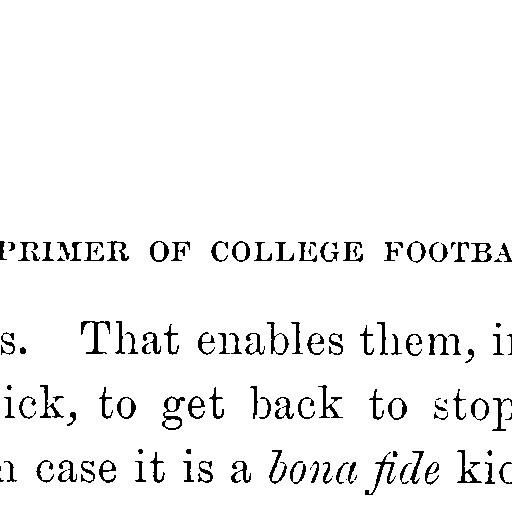 PRIMER OF COLLEGE FOOTBA
s. That enables them, in
ick, to get back to stop
n case it is a bona fide kic